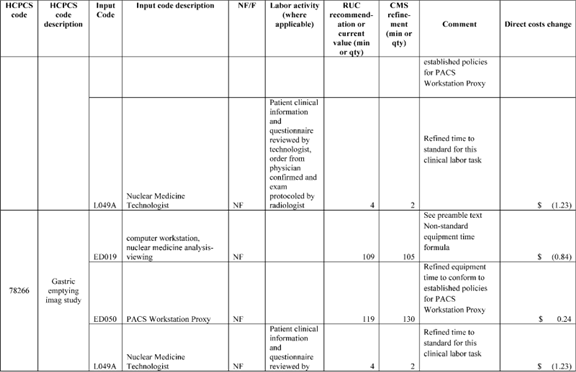 HCPCS code
HCPCS code description
Input Code
Input code description
NF/F
Labor activity (where applicable)
RUC recommend-ation or current value (min or qty)
CMS refine-ment (min or qty)
Comment
Direct costs change
established policies
for PACS
Workstation Proxy
L049A
Nuclear Medicine
Technologist
NF
Patient clinical
information
and
questionnaire
reviewed by
technologist,
order from
physician
confirmed and
exam
protocoled by
radiologist
4
2
Refined time to
standard for this
clinical labor task
$ (1.23)
78266
Gastric
emptying
imag study
ED019
computer workstation,
nuclear medicine analysis-
viewing
NF
109
105
See preamble text
Non-standard
equipment time
formula
$ (0.84)
ED050
PACS Workstation Proxy
NF
119
130
Refined equipment
time to conform to
established policies
for PACS
Workstation Proxy
$ 0.24
L049A
Nuclear Medicine
Technologist
NF
Patient clinical
information
and
questionnaire
reviewed by
4
2
Refined time to
standard for this
clinical labor task
$ (1.23)